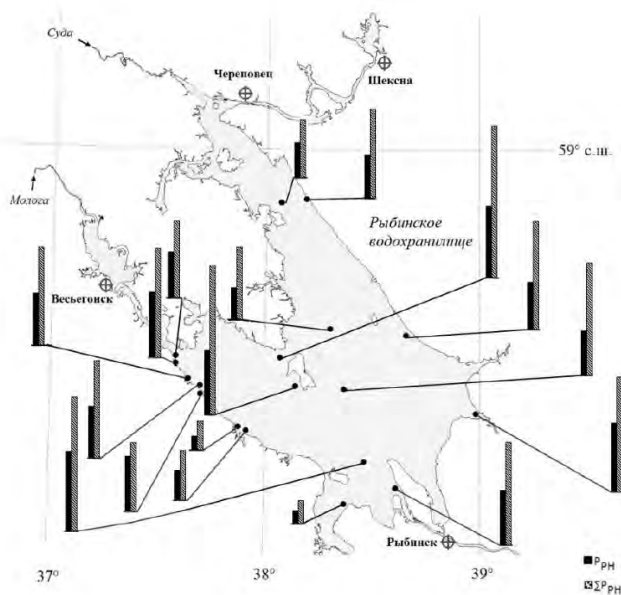 Суда
Череповец
Шексна
59° с.ш.
Молога
Рыбинское
водохранилище
Весьегонск
Рыбинск
37°
38°
39°
P_PH
ΣP_PH